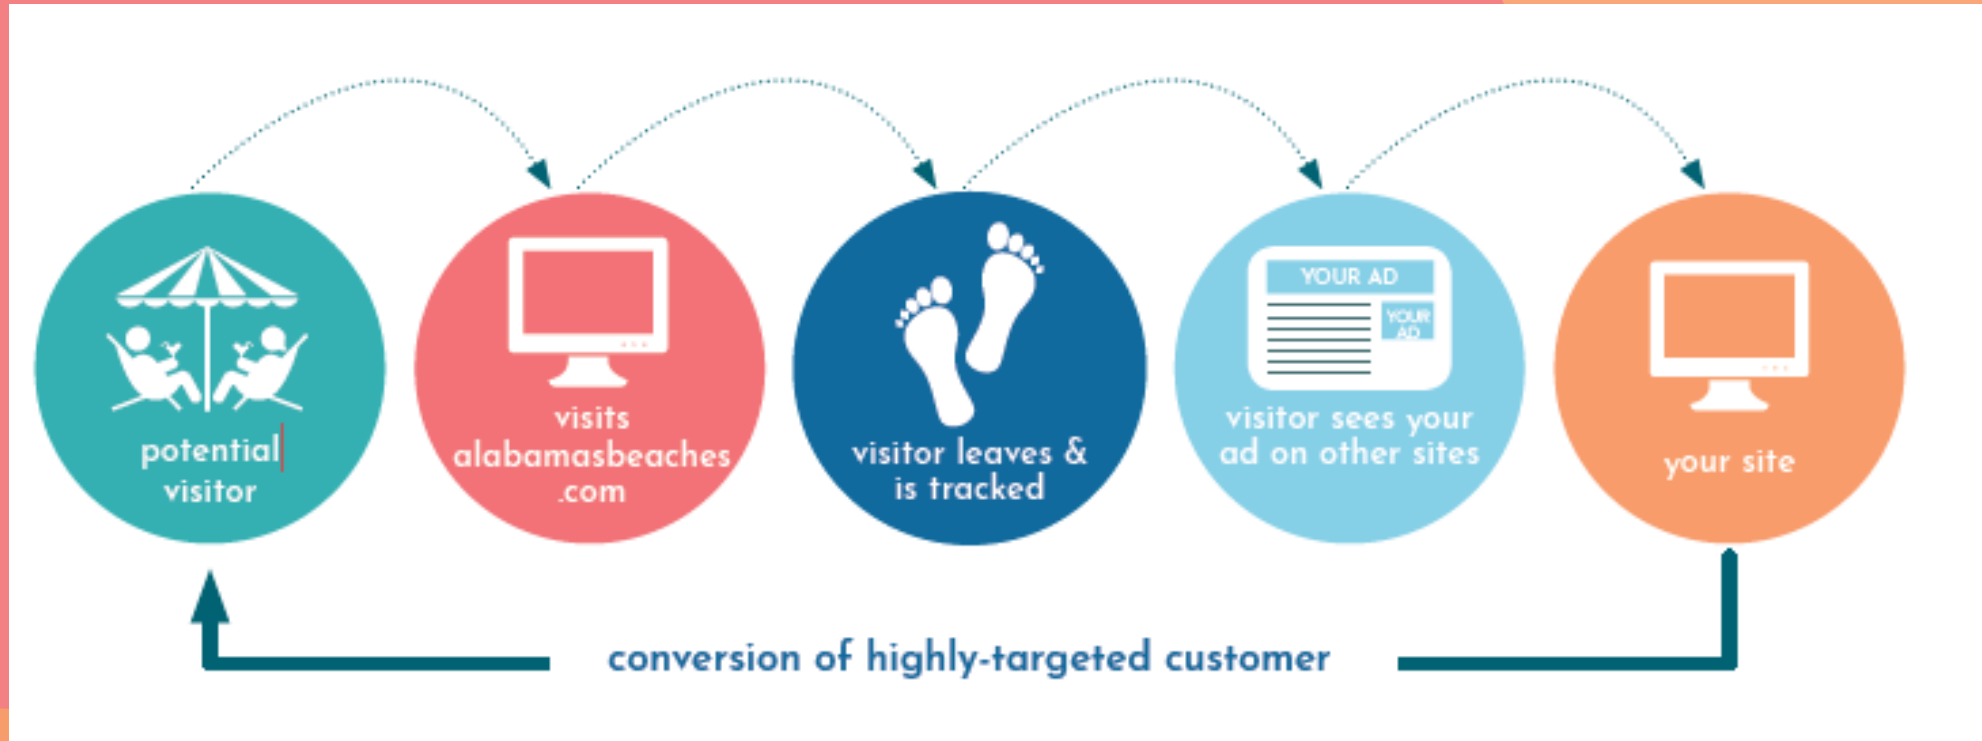 potential
visitor
visits
alabamasbeaches
.com
visitor leaves &
is tracked
YOUR AD
YOUR
AD
visitor sees your
ad on other sites
your site
conversion of highly-targeted customer